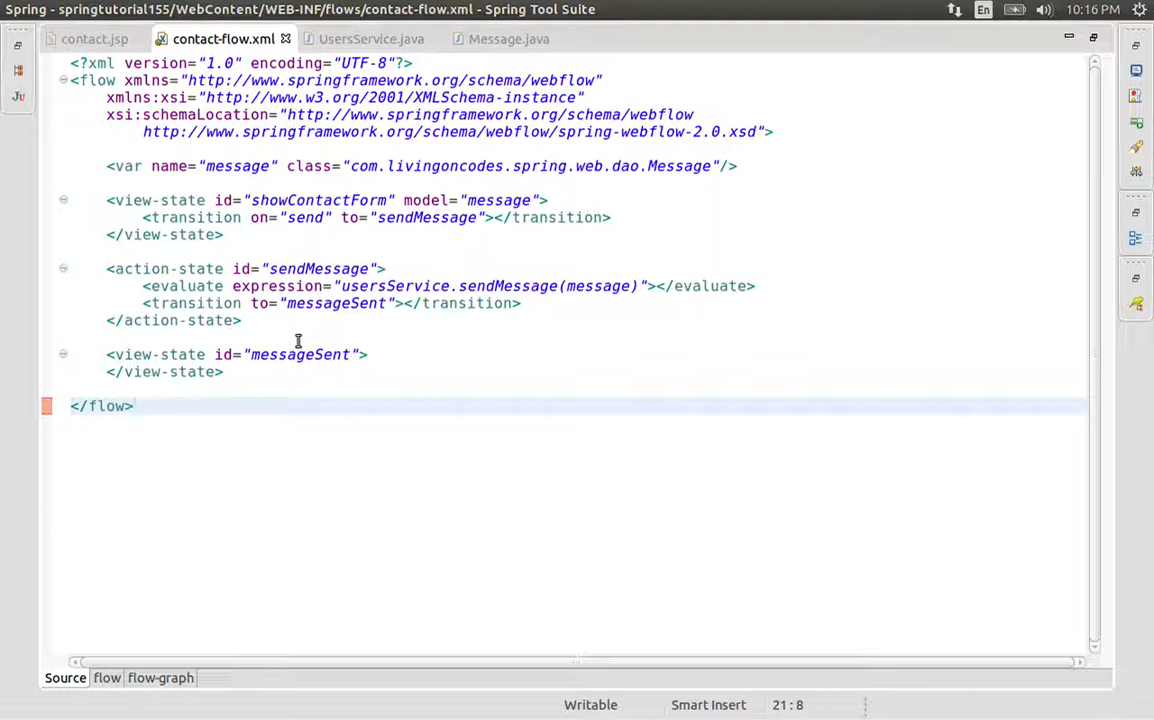 Spring - springtutorial155/WebContent/WEB-INF/flows/contact-flow.xml - Spring Tool Suite
En
10:16 PM
contact.jsp
contact-flow.xml
UsersService.java
Message.java
<?xml version="1.0" encoding="UTF-8"?>
<flow xmlns="http://www.springframework.org/schema/webflow"
xmlns:xsi="http://www.w3.org/2001/XMLSchema-instance"
xsi:schemaLocation="http://www.springframework.org/schema/webflow
http://www.springframework.org/schema/webflow/spring-webflow-2.0.xsd">
<var name="message" class="com.livingoncodes.spring.web.dao.Message"/>
<view-state id="showContactForm" model="message">
<transition on="send" to="sendMessage"></transition>
</view-state>
<action-state id="sendMessage">
<evaluate expression="usersService.sendMessage(message)"></evaluate>
<transition to="messageSent"></transition>
</action-state>
<view-state id="messageSent">
</view-state>
</flow>
Source
flow
flow-graph
Writable
Smart Insert
21 : 8
Ju